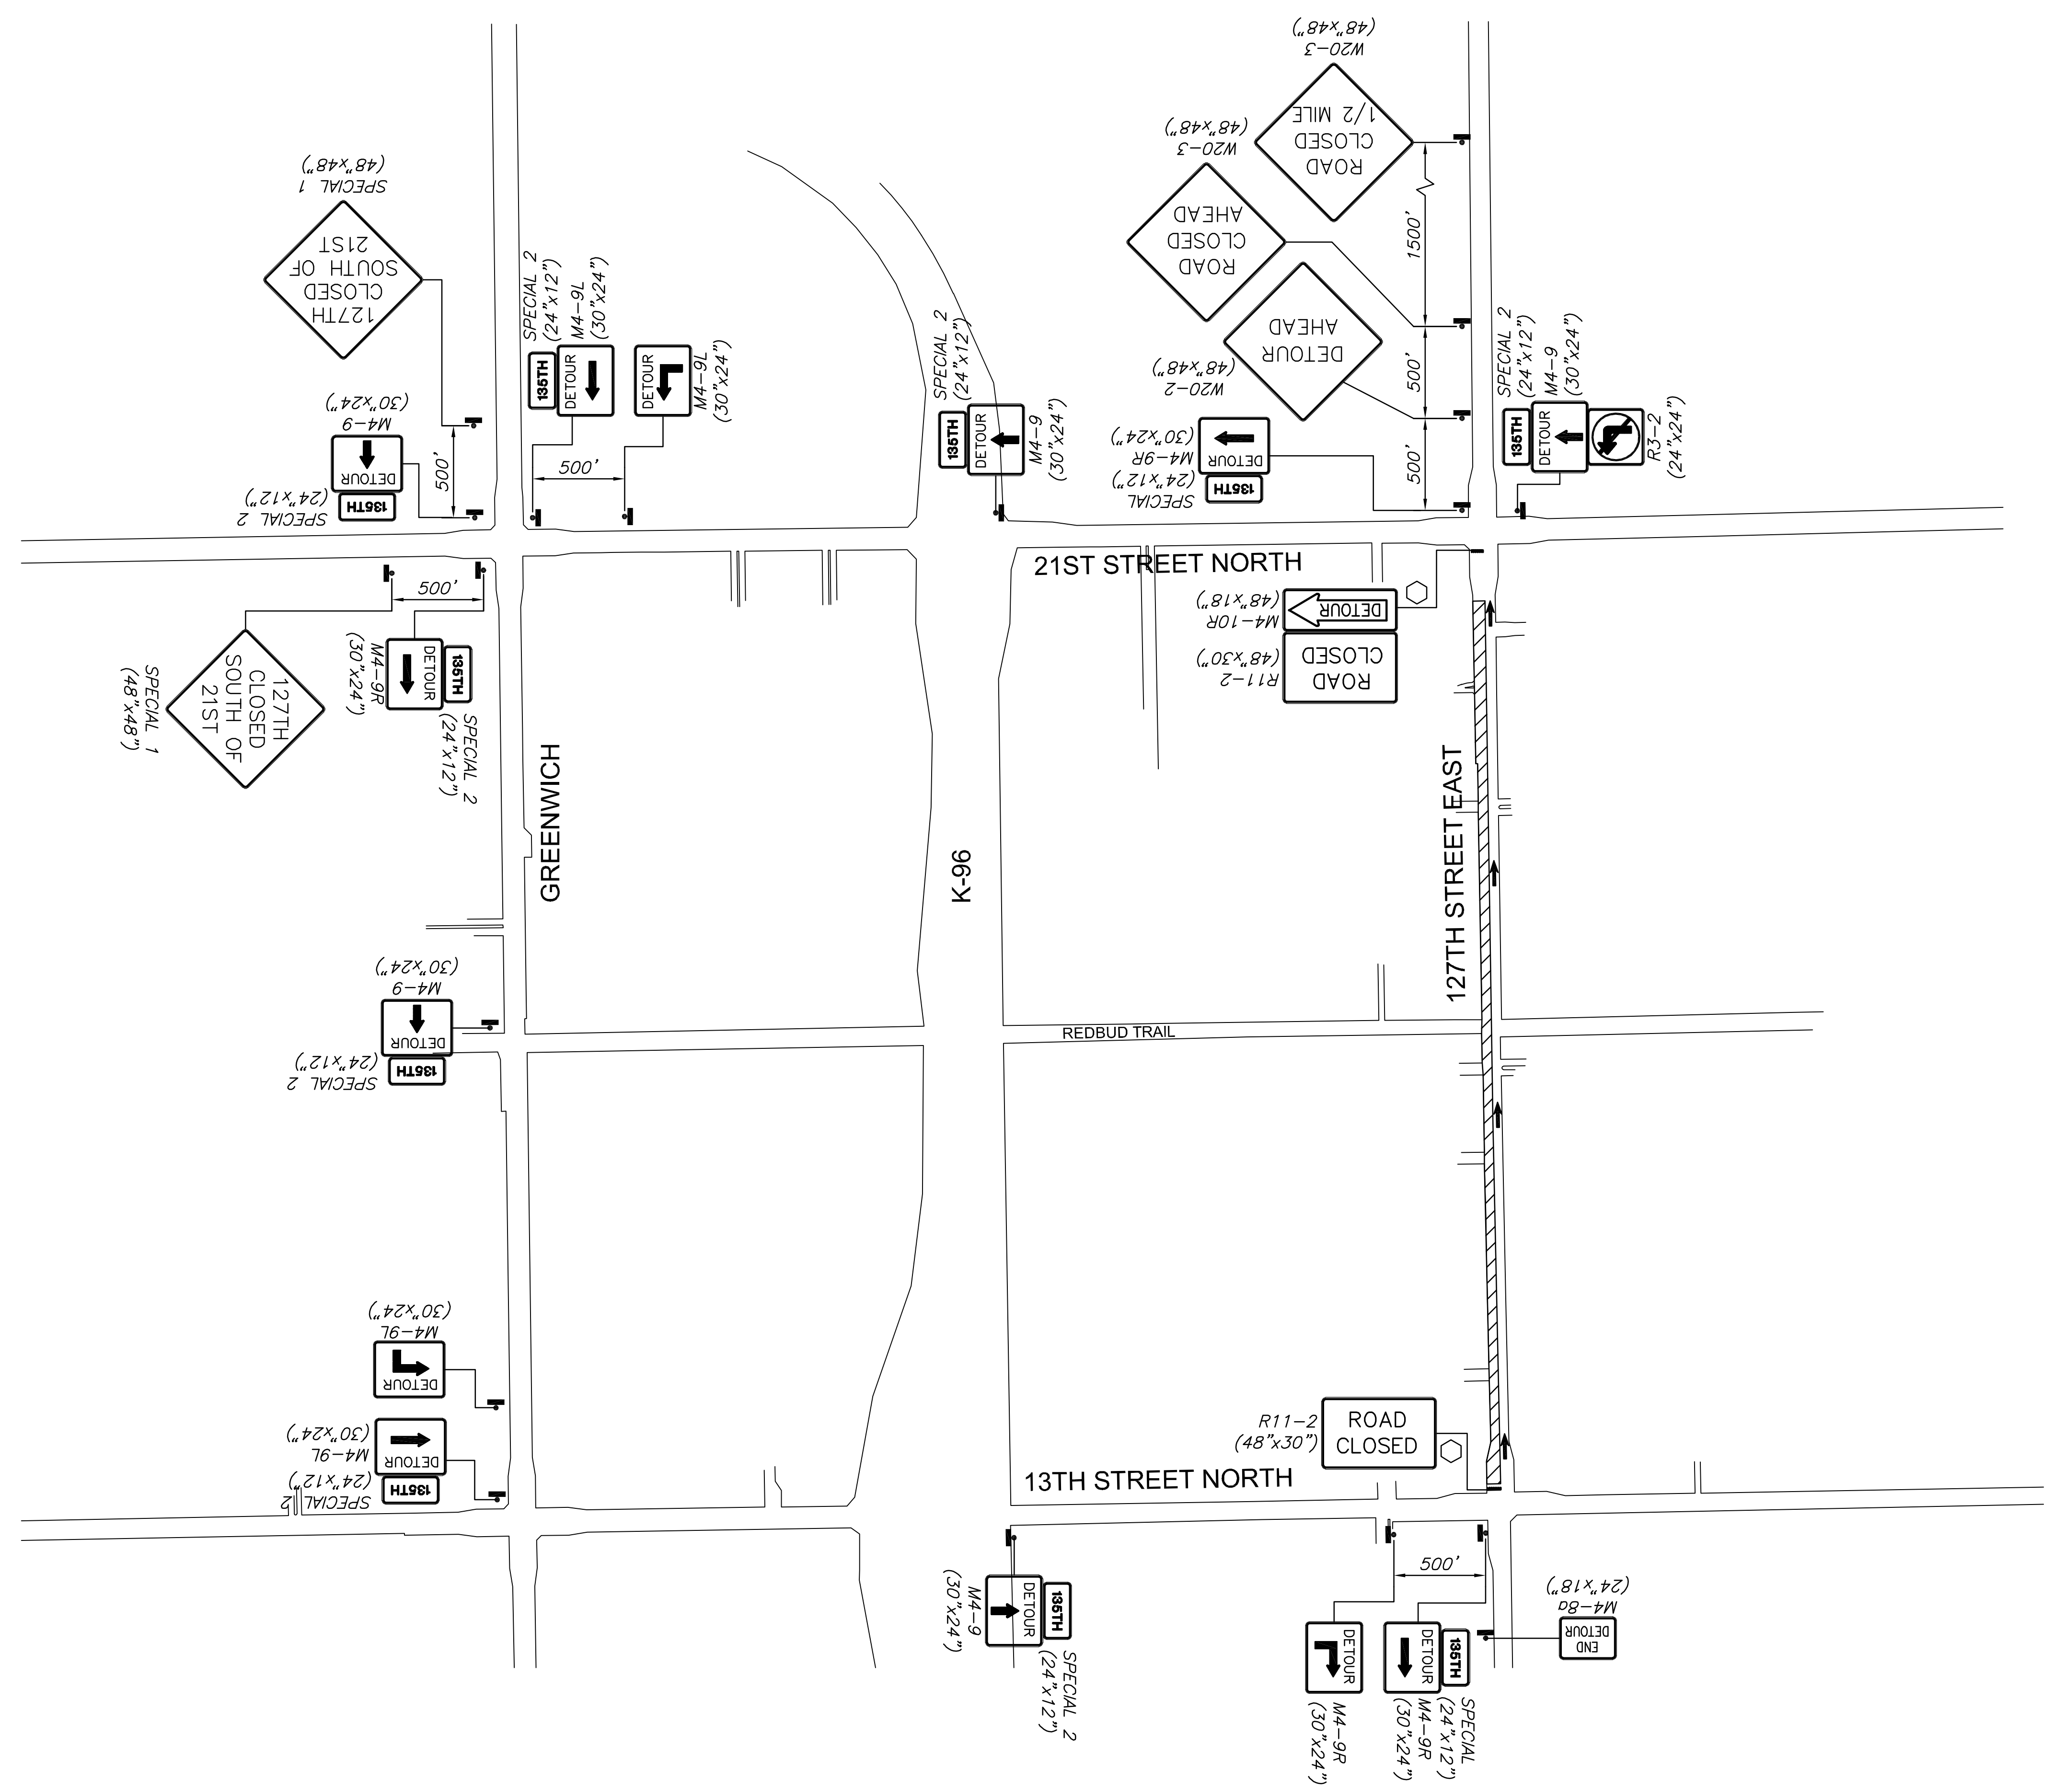 W20-3
(48"x48")
ROAD
CLOSED
1/2 MILE
W20-3
(48"x48")
ROAD
CLOSED
AHEAD
W20-2
(48"x48")
DETOUR
AHEAD
1500'
500'
500'
SPECIAL 1
(48"x48")
127TH
CLOSED
SOUTH OF
21ST
M4-9
(30"x24")
DETOUR
135TH
SPECIAL 2
(24"x12")
500'
SPECIAL 2
(24"x12")
M4-9L
(30"x24")
135TH
DETOUR
DETOUR
M4-9L
(30"x24")
500'
SPECIAL 2
(24"x12")
135TH
DETOUR
M4-9
(30"x24")
135TH
DETOUR
SPECIAL
(24"x12")
M4-9R
(30"x24")
SPECIAL 2
(24"x12")
M4-9
(30"x24")
135TH
DETOUR
R3-2
(24"x24")
21ST STREET NORTH
500'
127TH
CLOSED
SOUTH OF
21ST
SPECIAL 1
(48"x48")
135TH
DETOUR
M4-9R
(30"x24")
SPECIAL 2
(24"x12")
DETOUR
M4-10R
(48"x18")
ROAD
CLOSED
R11-2
(48"x30")
GREENWICH
K-96
127TH STREET EAST
M4-9
(30"x24")
DETOUR
135TH
SPECIAL 2
(24"x12")
REDBUD TRAIL
M4-9L
(30"x24")
DETOUR
M4-9L
(30"x24")
DETOUR
135TH
SPECIAL 2
(24"x12")
R11-2
(48"x30")
ROAD
CLOSED
13TH STREET NORTH
135TH
DETOUR
M4-9
(30"x24")
SPECIAL 2
(24"x12")
500'
DETOUR
M4-9R
(30"x24")
135TH
DETOUR
SPECIAL
(24"x12")
M4-9R
(30"x24")
M4-8a
(24"x18")
END
DETOUR